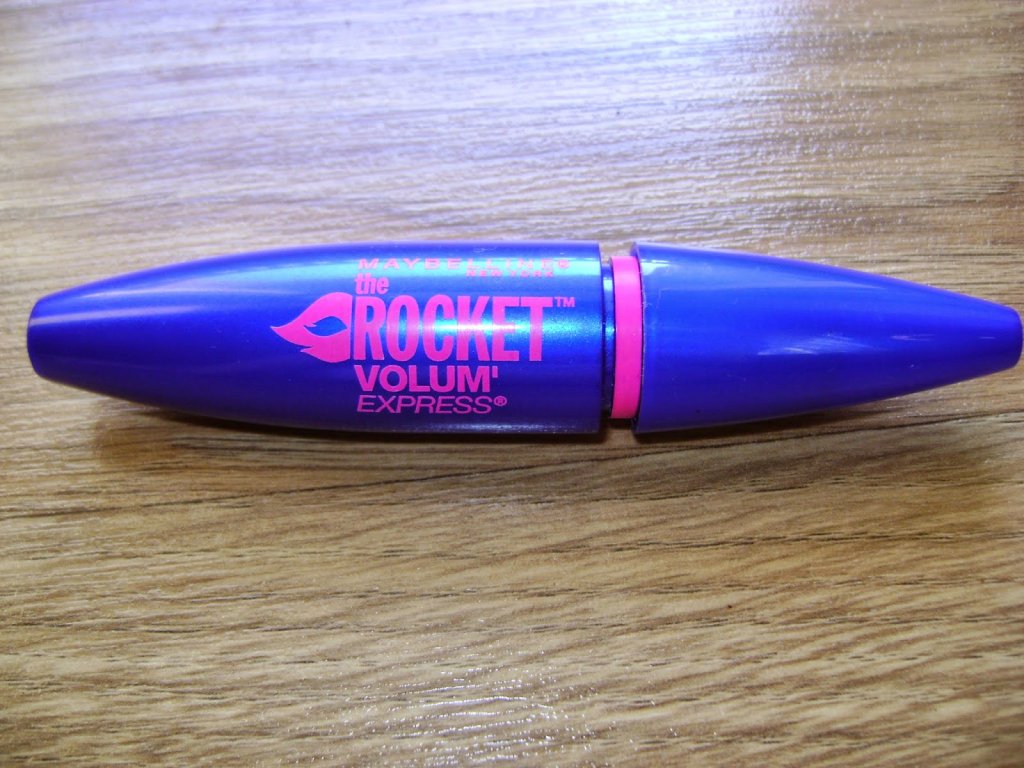 MAYBELLINE®
NEW YORK
the
ROCKET™
VOLUM'
EXPRESS®